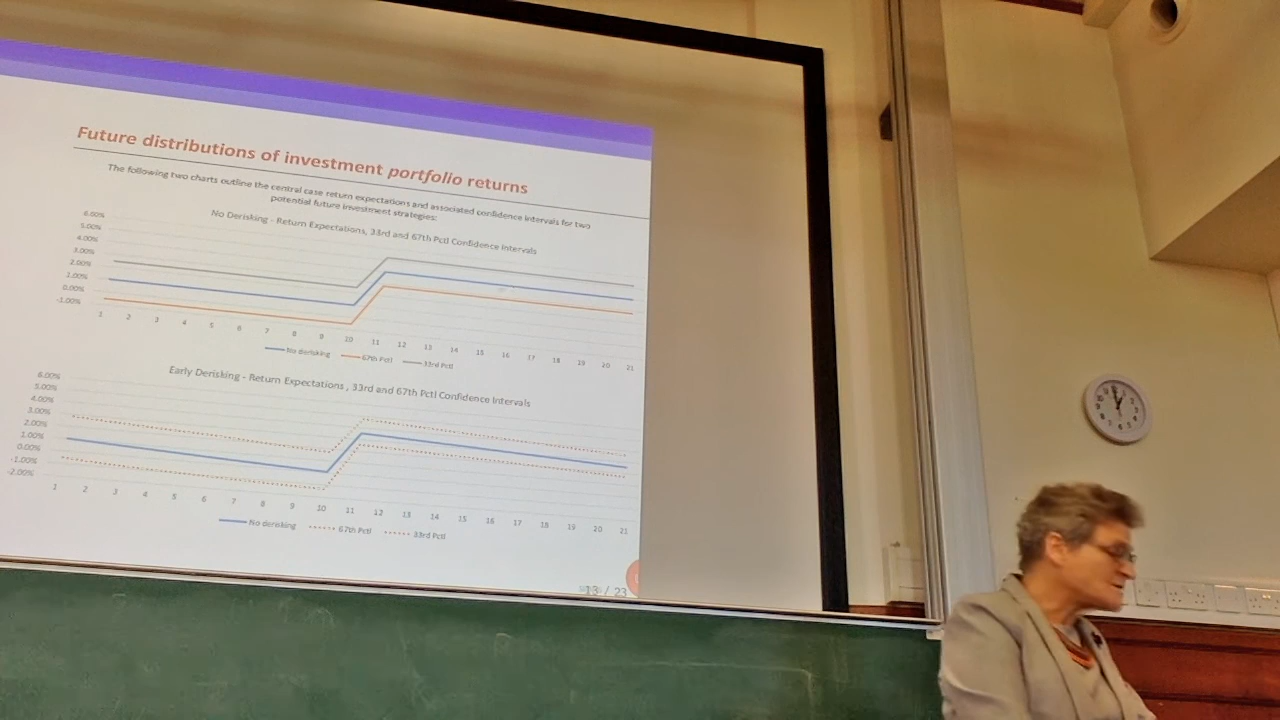 Future distributions of investment portfolio returns
The following two charts outline the central case return expectations and associated confidence intervals for two
potential future investment strategies:
No Derisking - Return Expectations, 33rd and 67th Pctl Confidence Intervals
6.00%
5.00%
4.00%
3.00%
2.00%
1.00%
0.00%
-1.00%
1 2 3 4 5 6 7 8 9 10 11 12 13 14 15 16 17 18 19 20 21
No derisking 67th Pctl 33rd Pctl
Early Derisking - Return Expectations , 33rd and 67th Pctl Confidence Intervals
6.00%
5.00%
4.00%
3.00%
2.00%
1.00%
0.00%
-1.00%
-2.00%
1 2 3 4 5 6 7 8 9 10 11 12 13 14 15 16 17 18 19 20 21
No derisking 67th Pctl 33rd Pctl
13 / 23